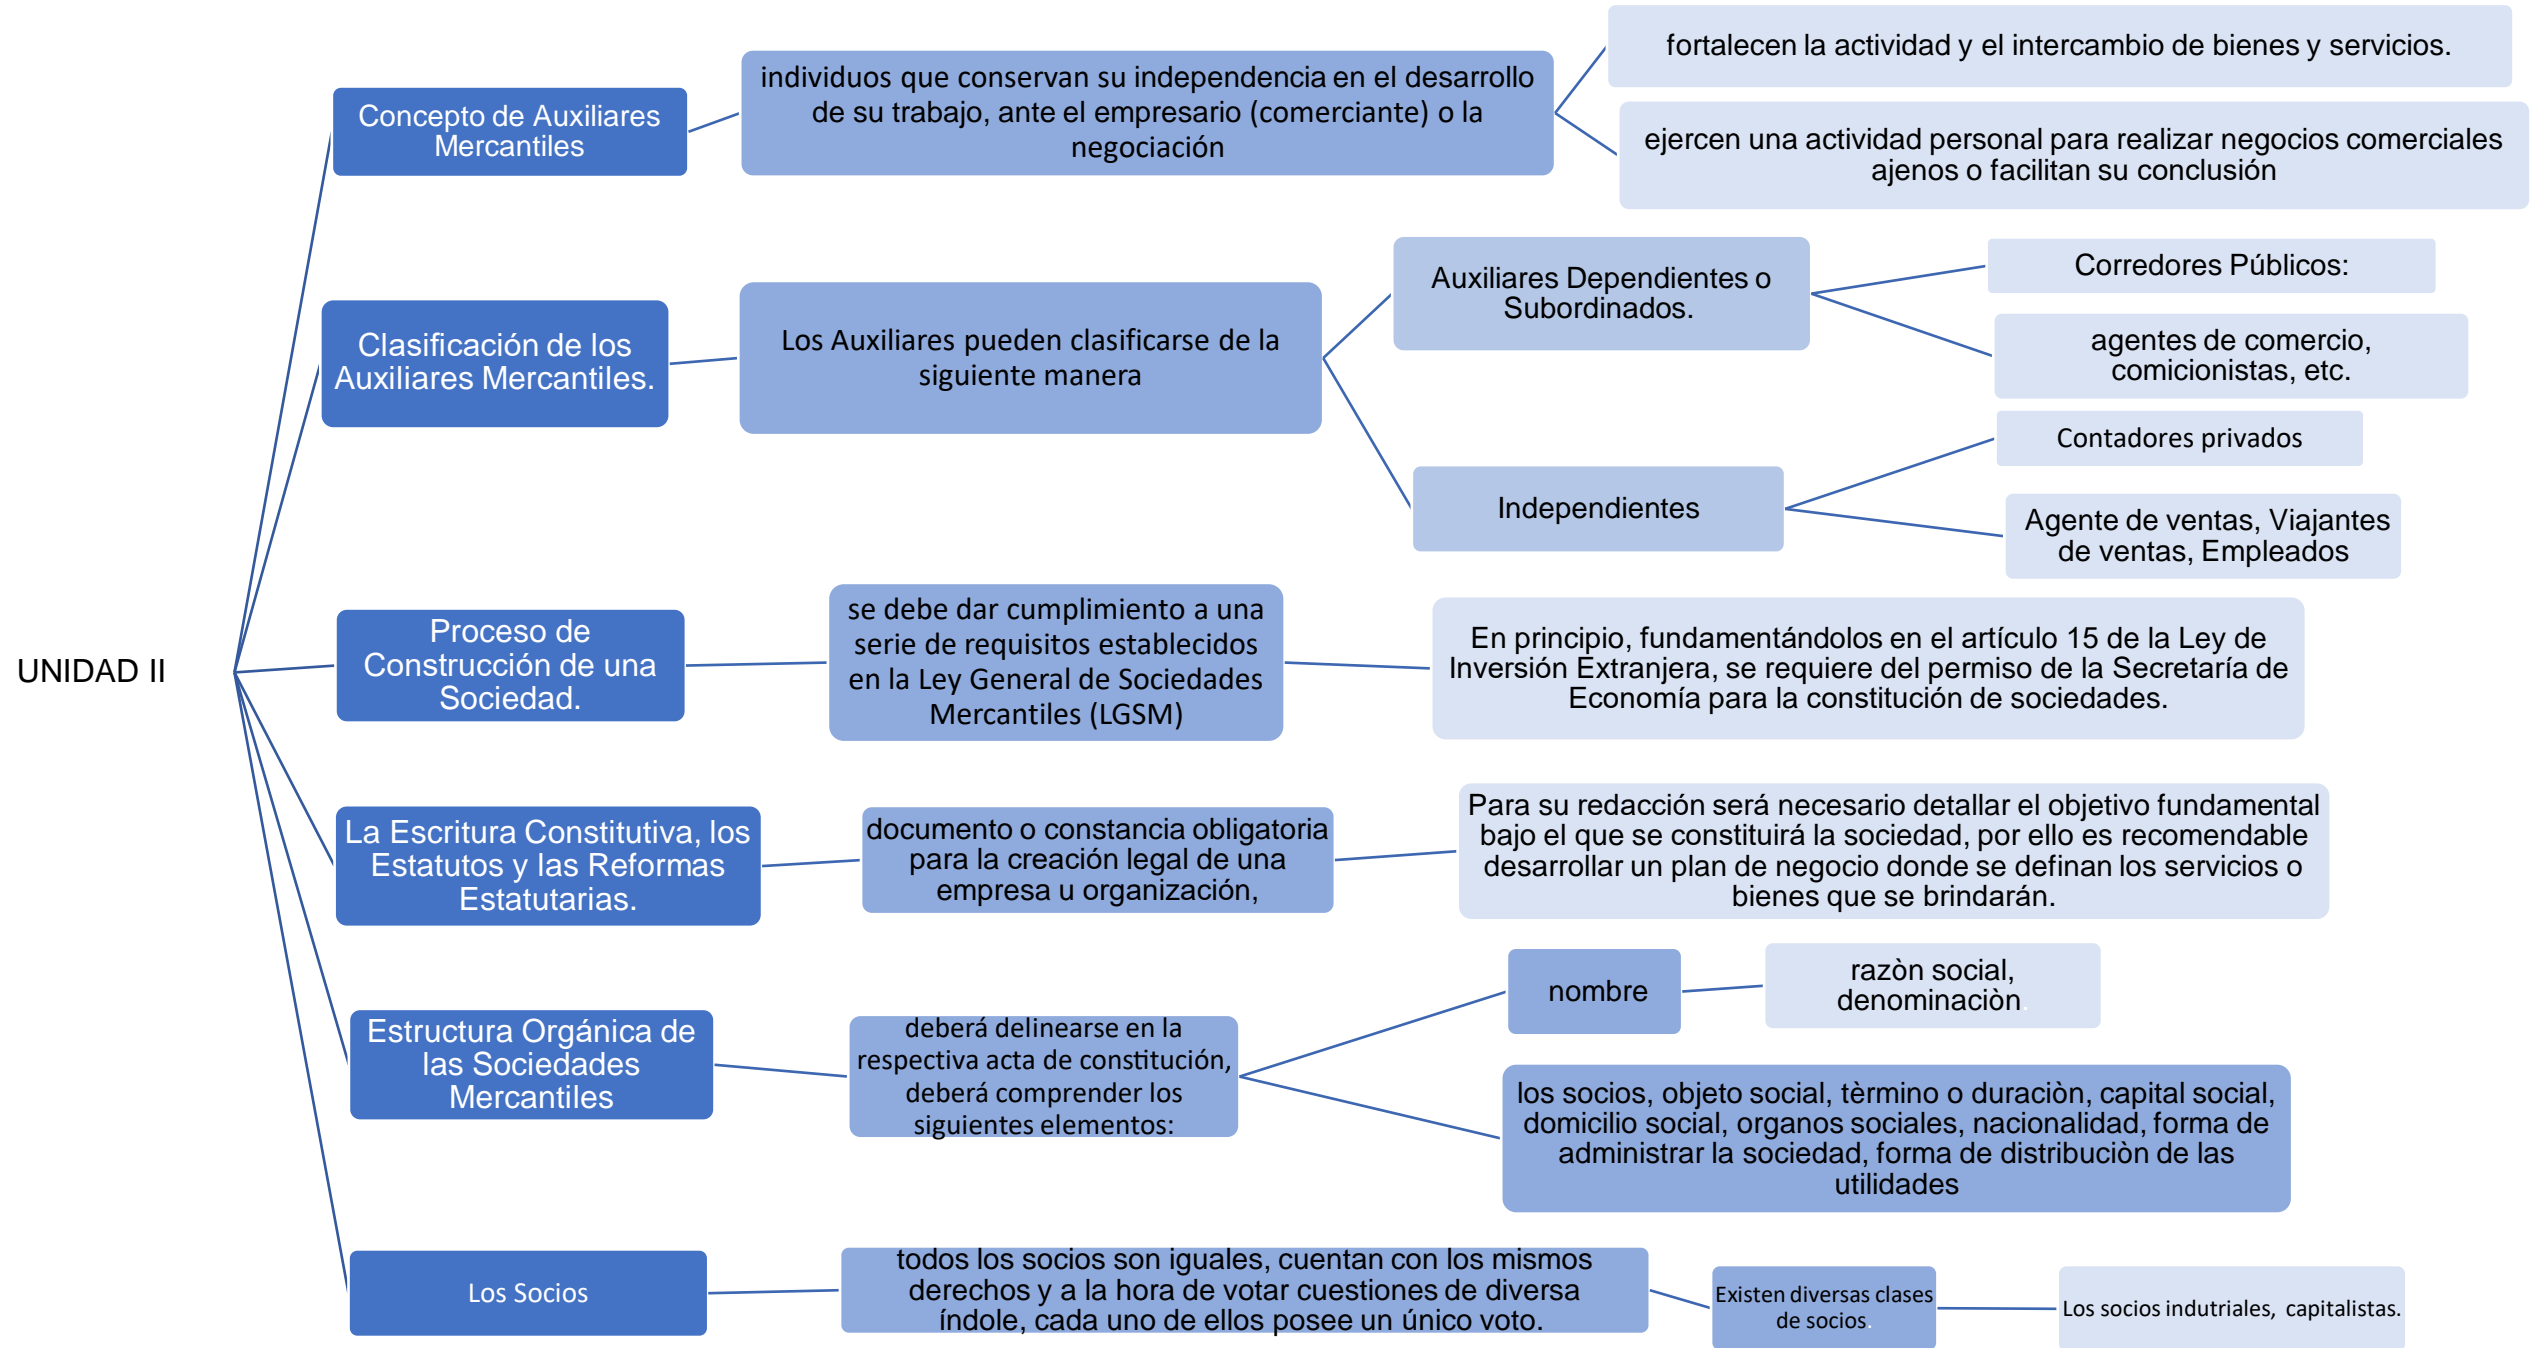 UNIDAD II
Concepto de Auxiliares
Mercantiles
individuos que conservan su independencia en el desarrollo
de su trabajo, ante el empresario (comerciante) o la
negociación
fortalecen la actividad y el intercambio de bienes y servicios.
ejercen una actividad personal para realizar negocios comerciales
ajenos o facilitan su conclusión
Clasificación de los
Auxiliares Mercantiles.
Los Auxiliares pueden clasificarse de la
siguiente manera
Auxiliares Dependientes o
Subordinados.
Corredores Públicos:
agentes de comercio,
comicionistas, etc.
Independientes
Contadores privados
Agente de ventas, Viajantes
de ventas, Empleados
Proceso de
Construcción de una
Sociedad.
se debe dar cumplimiento a una
serie de requisitos establecidos
en la Ley General de Sociedades
Mercantiles (LGSM)
En principio, fundamentándolos en el artículo 15 de la Ley de
Inversión Extranjera, se requiere del permiso de la Secretaría de
Economía para la constitución de sociedades.
La Escritura Constitutiva, los
Estatutos y las Reformas
Estatutarias.
documento o constancia obligatoria
para la creación legal de una
empresa u organización,
Para su redacción será necesario detallar el objetivo fundamental
bajo el que se constituirá la sociedad, por ello es recomendable
desarrollar un plan de negocio donde se definan los servicios o
bienes que se brindarán.
Estructura Orgánica de
las Sociedades
Mercantiles
deberá delinearse en la
respectiva acta de constitución,
deberá comprender los
siguientes elementos:
nombre
razòn social,
denominaciòn.
los socios, objeto social, tèrmino o duraciòn, capital social,
domicilio social, organos sociales, nacionalidad, forma de
administrar la sociedad, forma de distribuciòn de las
utilidades
Los Socios
todos los socios son iguales, cuentan con los mismos
derechos y a la hora de votar cuestiones de diversa
índole, cada uno de ellos posee un único voto.
Existen diversas clases
de socios.
Los socios indutriales, capitalistas.